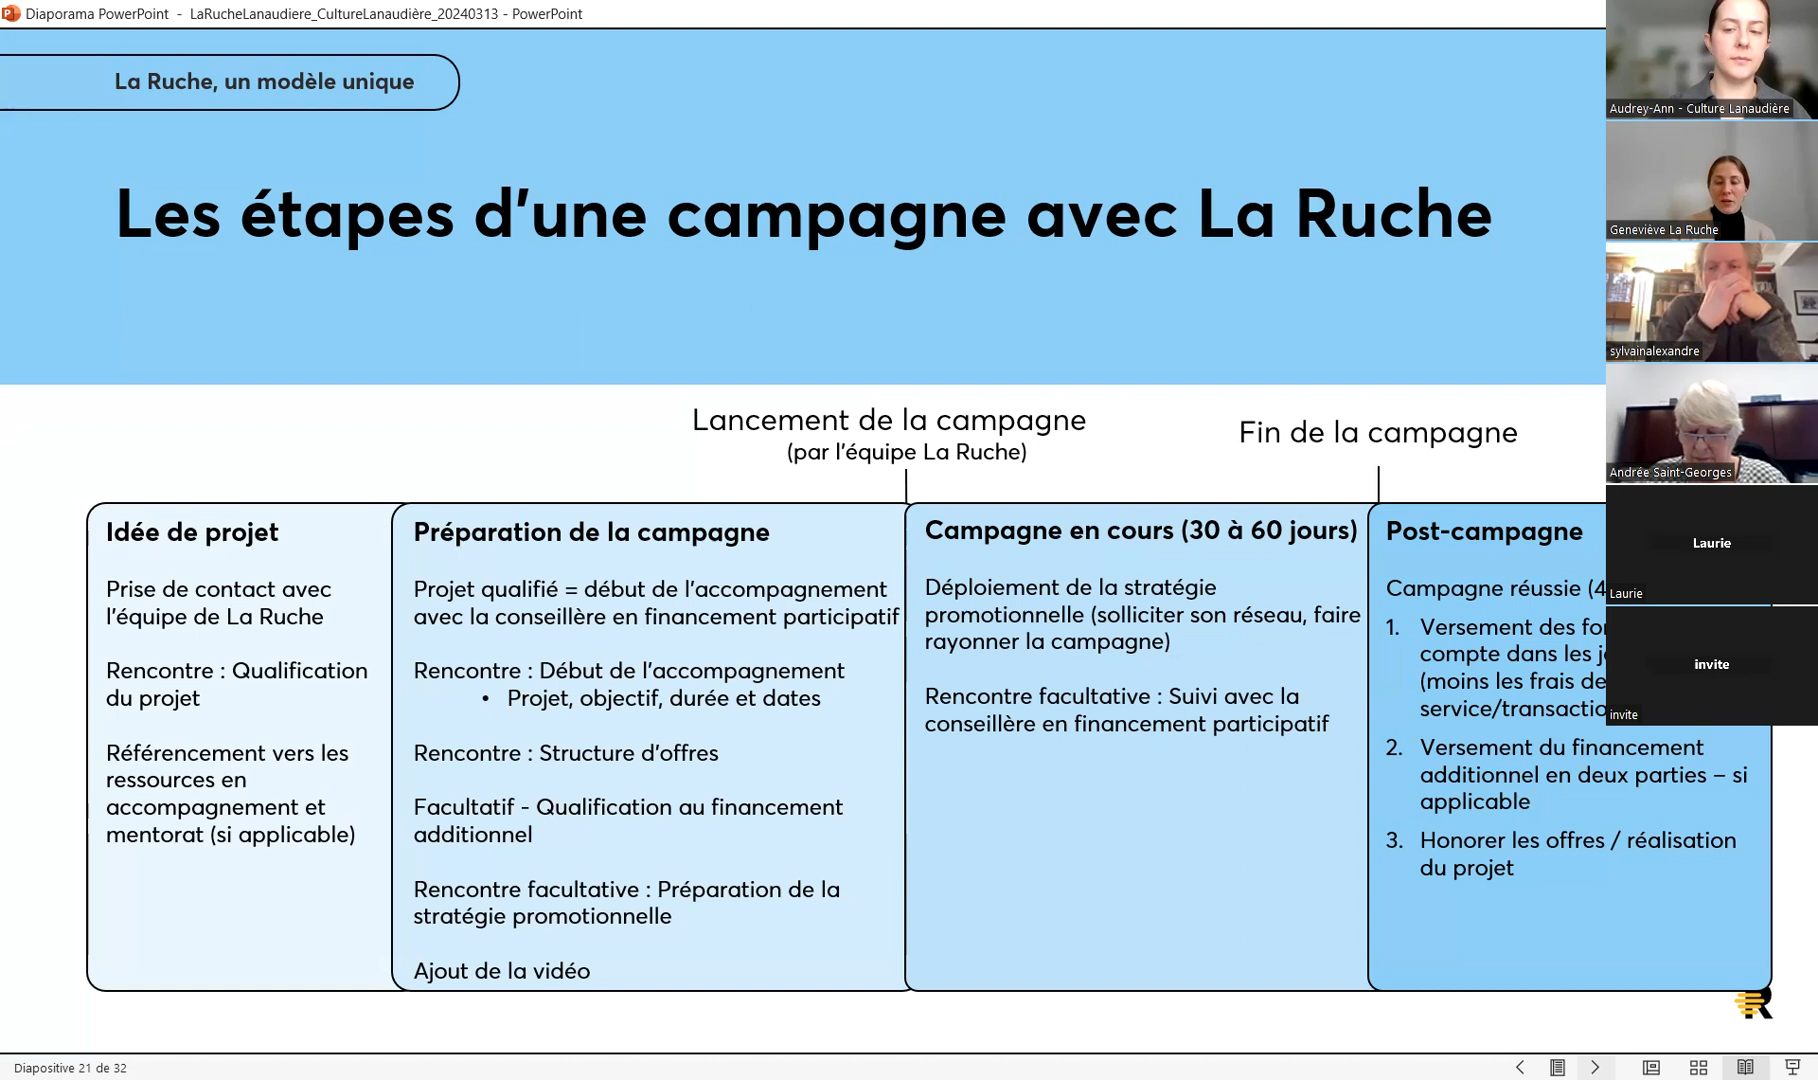 Diaporama PowerPoint - LaRucheLanaudiere_CultureLanaudière_20240313 - PowerPoint
La Ruche, un modèle unique
Les étapes d'une campagne avec La Ruche
Lancement de la campagne
(par l'équipe La Ruche)
Fin de la campagne
Idée de projet
Prise de contact avec
l'équipe de La Ruche
Rencontre : Qualification
du projet
Référencement vers les
ressources en
accompagnement et
mentorat (si applicable)
Préparation de la campagne
Projet qualifié = début de l'accompagnement
avec la conseillère en financement participatif
Rencontre : Début de l'accompagnement
• Projet, objectif, durée et dates
Rencontre : Structure d'offres
Facultatif - Qualification au financement
additionnel
Rencontre facultative : Préparation de la
stratégie promotionnelle
Ajout de la vidéo
Campagne en cours (30 à 60 jours)
Déploiement de la stratégie
promotionnelle (solliciter son réseau, faire
rayonner la campagne)
Rencontre facultative : Suivi avec la
conseillère en financement participatif
Post-campagne
Campagne réussie (4
1. Versement des
compte dans les
(moins les frais de
service/transactio
2. Versement du financement
additionnel en deux parties – si
applicable
3. Honorer les offres / réalisation
du projet
Audrey-Ann - Culture Lanaudière
Geneviève La Ruche
sylvainalexandre
Andrée Saint-Georges
Laurie
Laurie
invite
invite
R
Diapositive 21 de 32